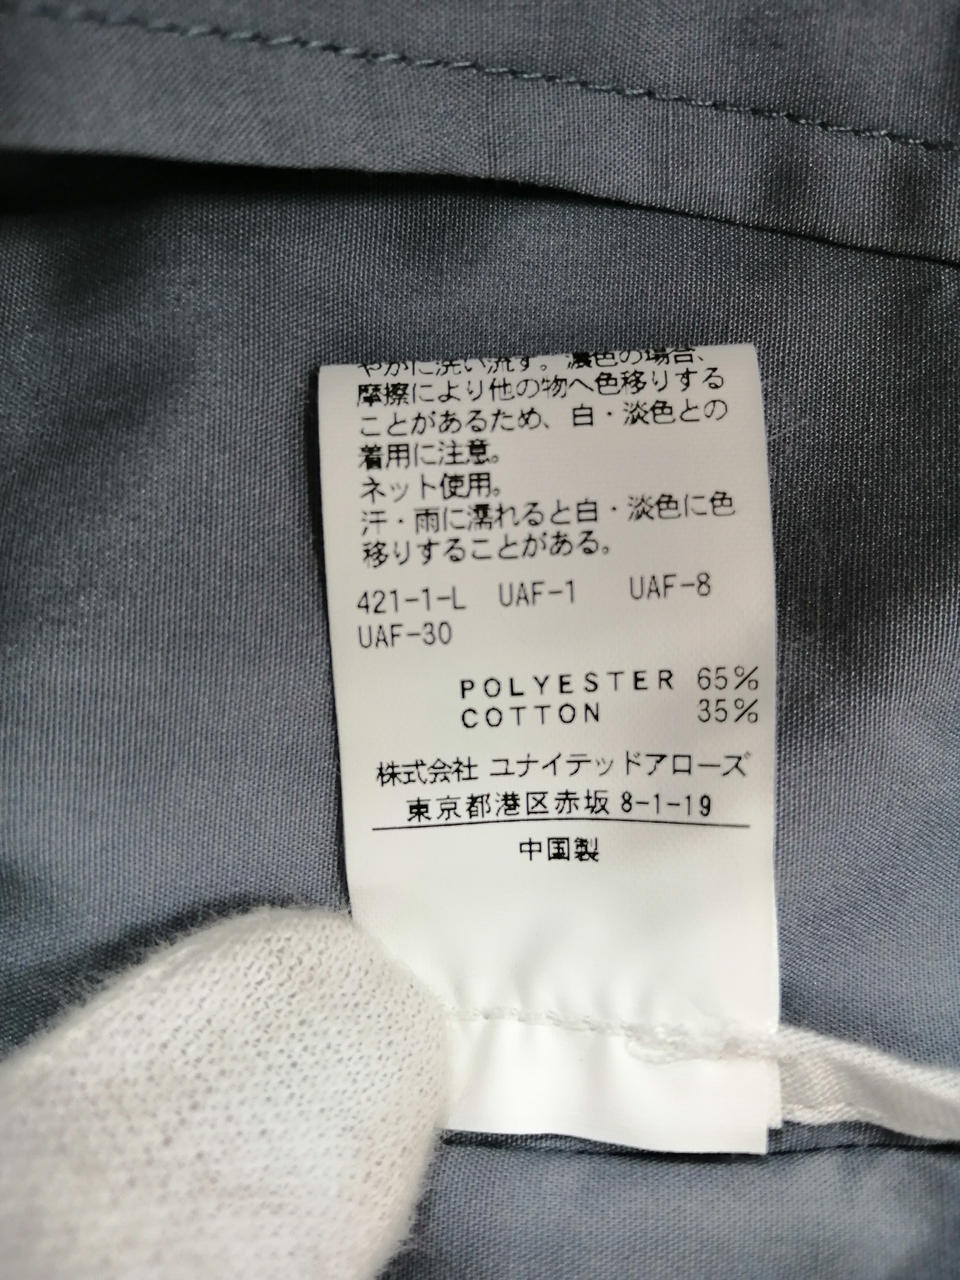 やかに洗い流す。濃色の場合、
摩擦により他の物へ色移りする
ことがあるため、白・淡色との
着用に注意。
ネット使用。
汗・雨に濡れると白・淡色に色
移りすることがある。
421-1-L UAF-1 UAF-8
UAF-30
POLYESTER 65%
COTTON 35%
株式会社 ユナイテッドアローズ
東京都港区赤坂 8-1-19
中国製